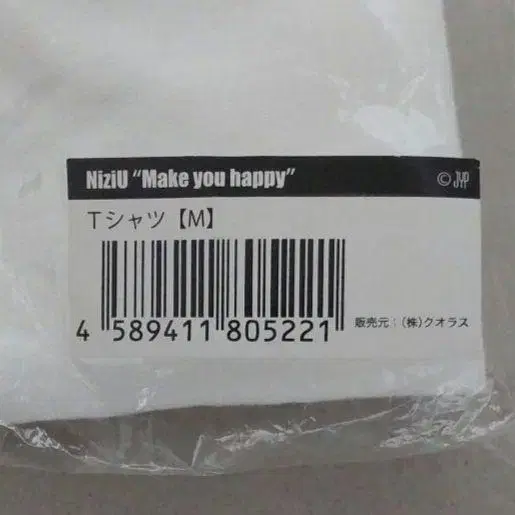 NiziU “Make you happy”
© JYP
Tシャツ【M】
4 589411 805221
販売元：(株)クオラス